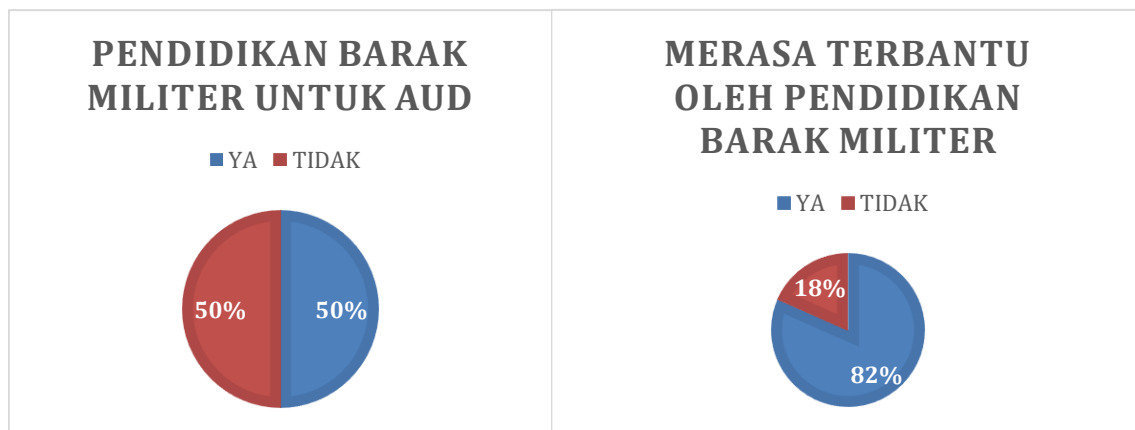 PENDIDIKAN BARAK
MILITER UNTUK AUD
YA TIDAK
50%
50%
MERASA TERBANTU
OLEH PENDIDIKAN
BARAK MILITER
YA TIDAK
18%
82%